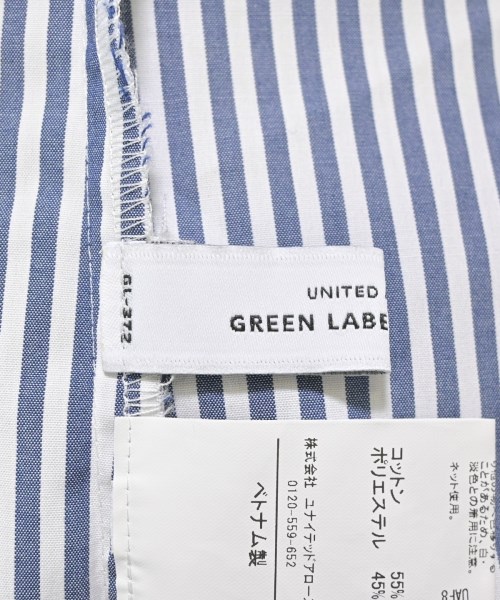 UNITED
GREEN LABE
GL-372
ことがあるため、白・
淡色との着用に注意。
ネット使用。
コットン 55%
ポリエステル 45%
株式会社 ユナイテッドアロー
0120-559-652
ベトナム製